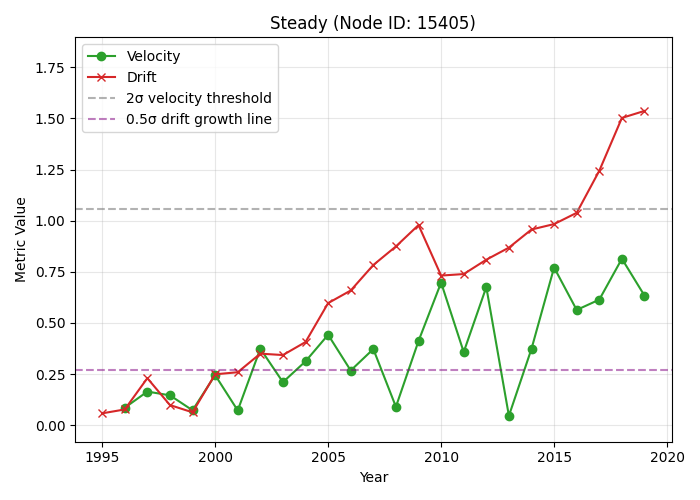 Steady (Node ID: 15405)
Velocity
Drift
2σ velocity threshold
0.5σ drift growth line
Metric Value
1.75
1.50
1.25
1.00
0.75
0.50
0.25
0.00
1995 2000 2005 2010 2015 2020
Year